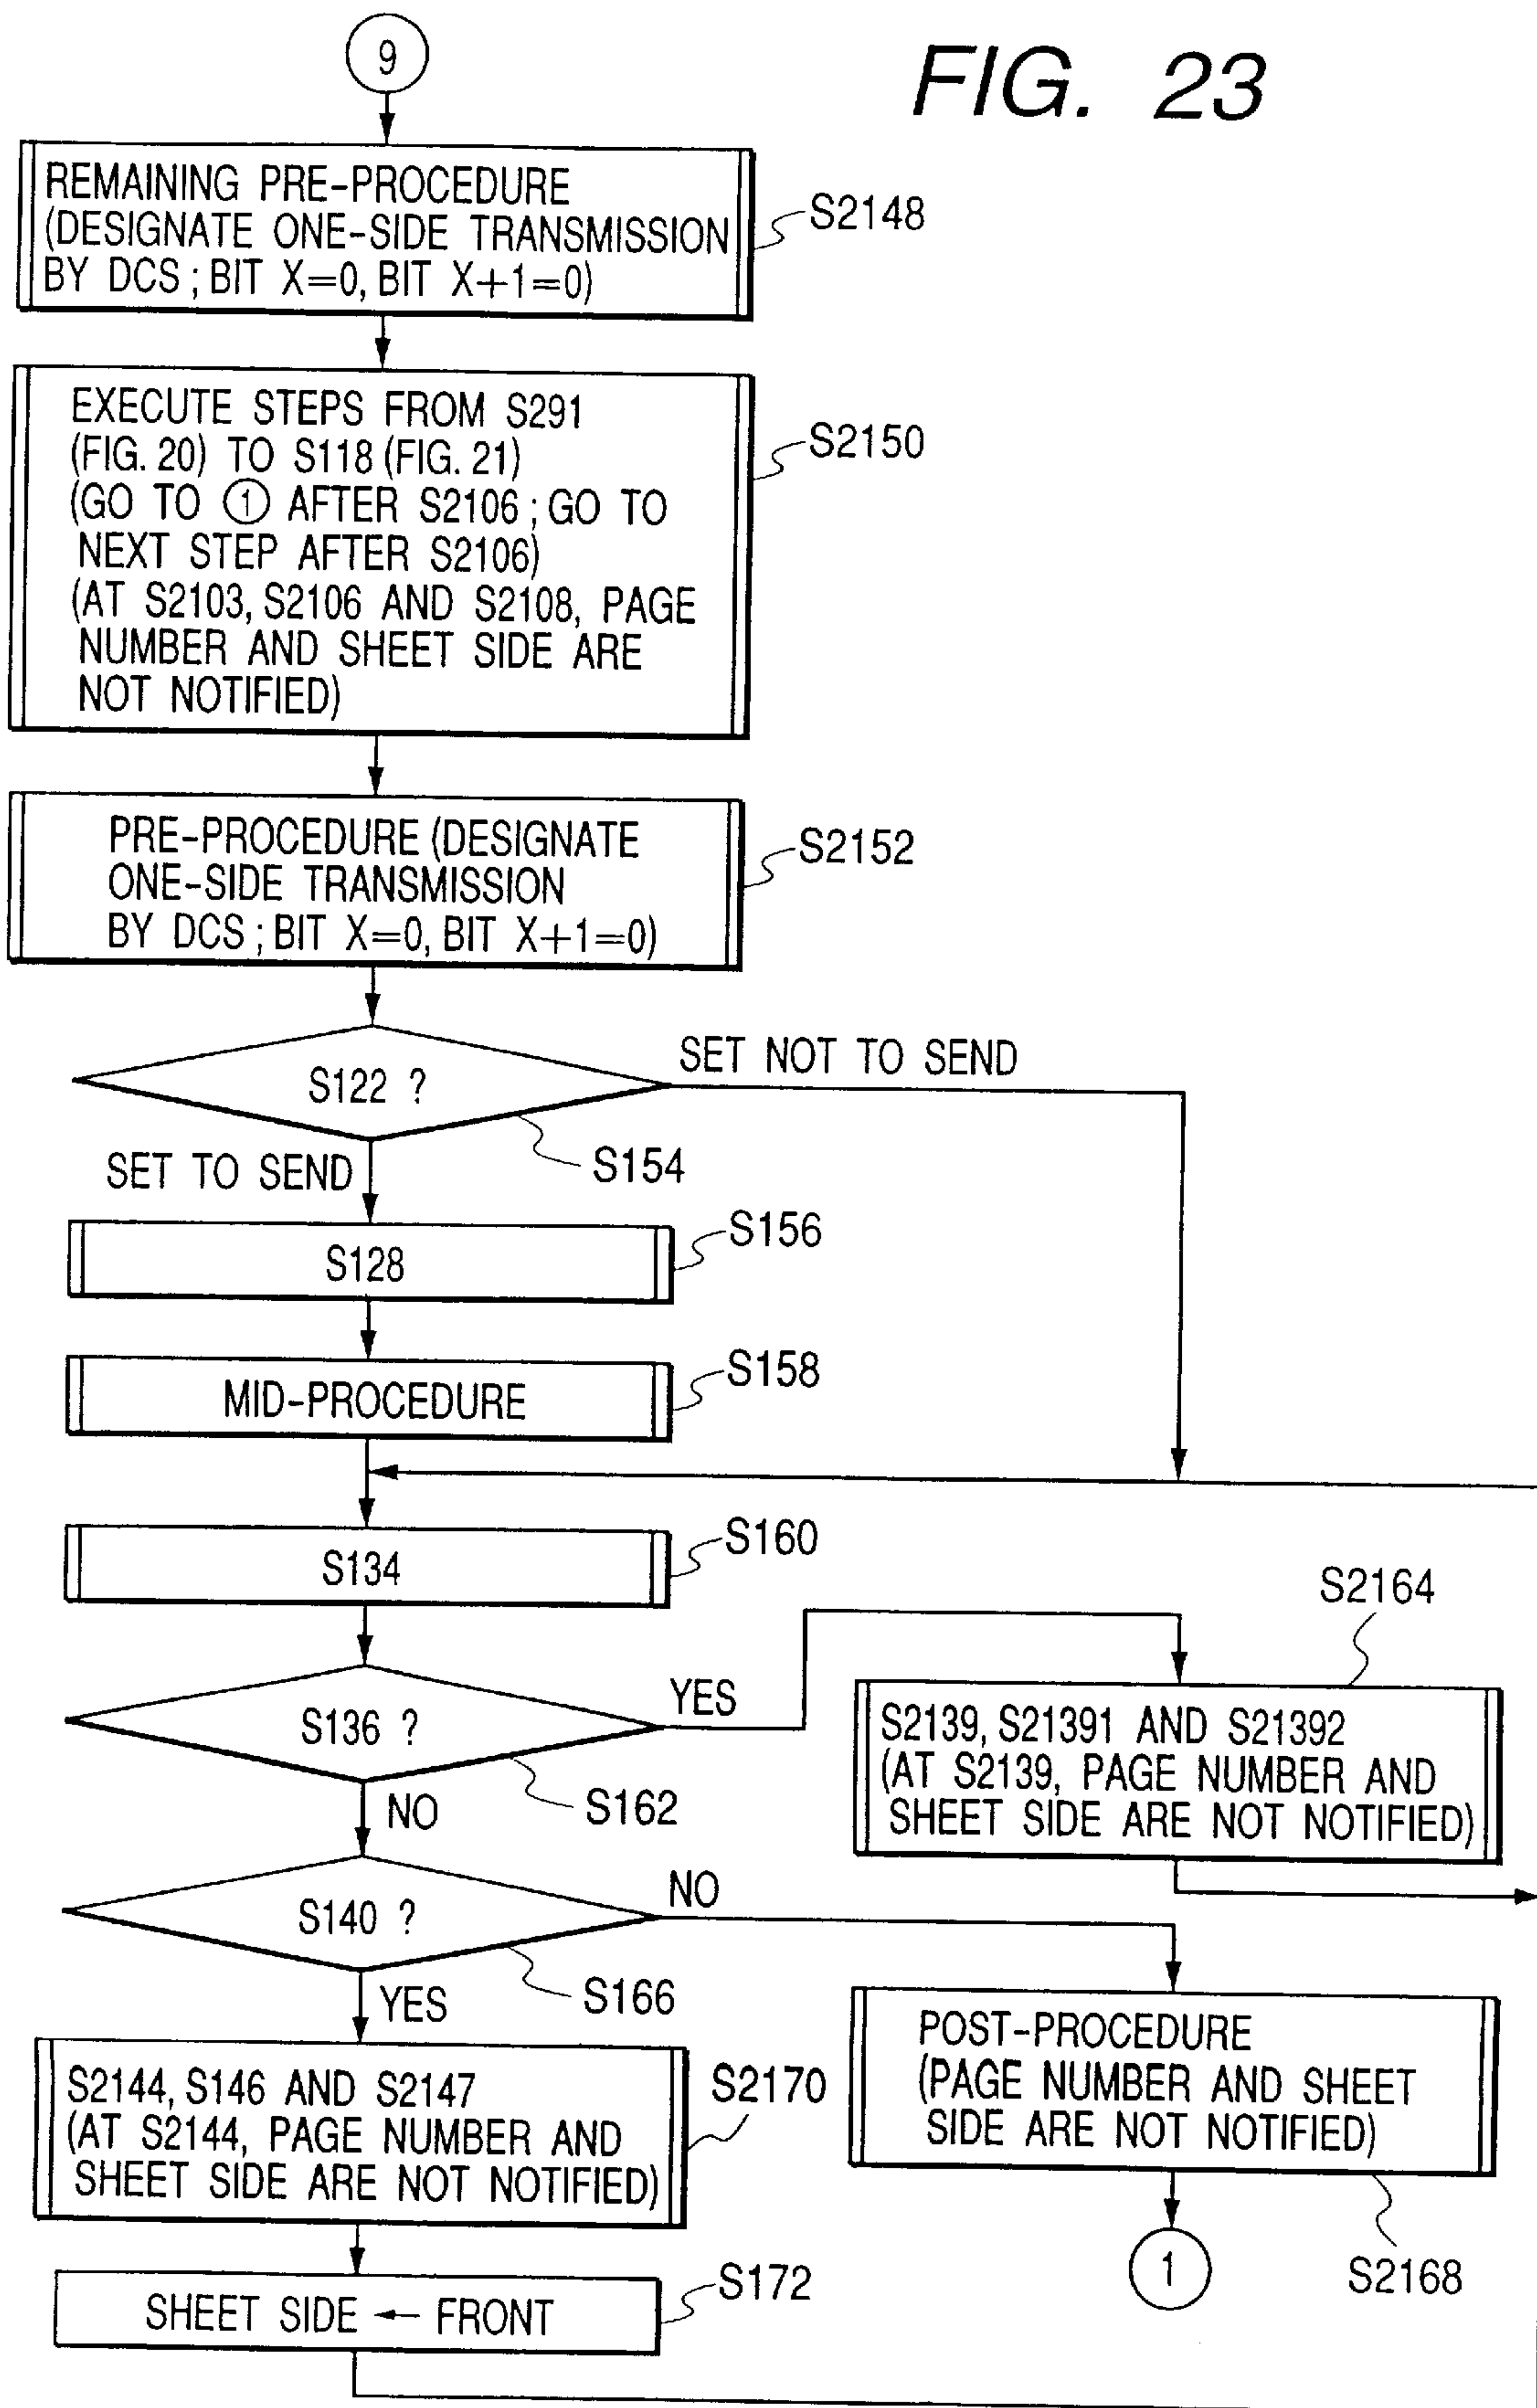 FIG. 23
9
REMAINING PRE-PROCEDURE
(DESIGNATE ONE-SIDE TRANSMISSION
BY DCS; BIT X=0, BIT X+1=0)
S2148
EXECUTE STEPS FROM S291
(FIG. 20) TO S118 (FIG. 21)
(GO TO ① AFTER S2106; GO TO
NEXT STEP AFTER S2106)
(AT S2103, S2106 AND S2108, PAGE
NUMBER AND SHEET SIDE ARE
NOT NOTIFIED)
S2150
PRE-PROCEDURE (DESIGNATE
ONE-SIDE TRANSMISSION
BY DCS; BIT X=0, BIT X+1=0)
S2152
S122 ?
SET NOT TO SEND
S154
SET TO SEND
S128
S156
MID-PROCEDURE
S158
S134
S160
S136 ?
YES
S162
NO
S2164
S2139, S21391 AND S21392
(AT S2139, PAGE NUMBER AND
SHEET SIDE ARE NOT NOTIFIED)
S140 ?
NO
S166
YES
POST-PROCEDURE
(PAGE NUMBER AND SHEET
SIDE ARE NOT NOTIFIED)
S2168
1
S2144, S146 AND S2147
(AT S2144, PAGE NUMBER AND
SHEET SIDE ARE NOT NOTIFIED)
S2170
SHEET SIDE ← FRONT
S172